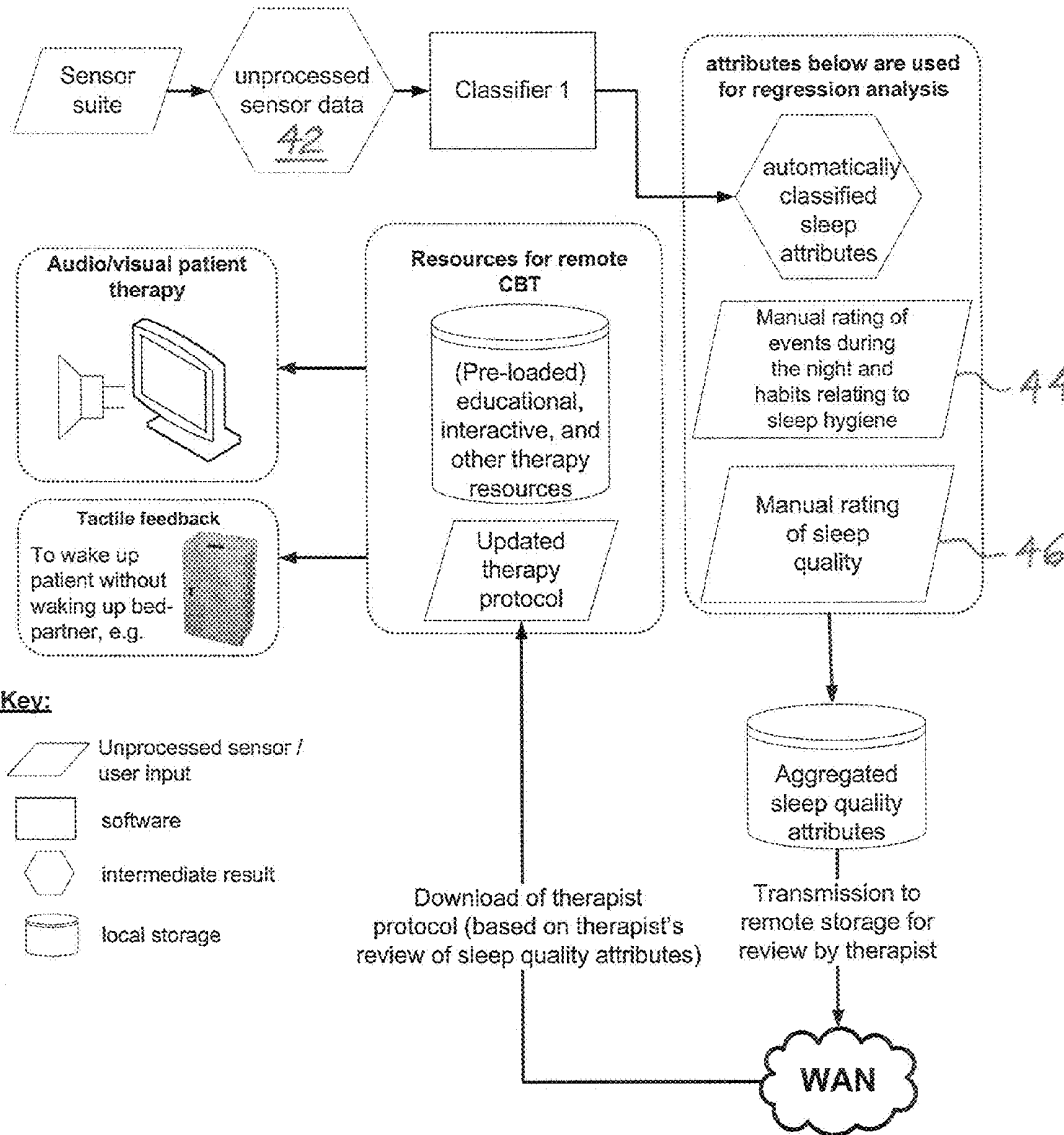 Sensor
suite
unprocessed
sensor data
42
Classifier 1
attributes below are used
for regression analysis
automatically
classified
sleep
attributes
Manual rating of
events during
the night and
habits relating to
sleep hygiene
44
Manual rating
of sleep
quality
46
Audio/visual patient
therapy
Resources for remote
CBT
(Pre-loaded)
educational,
interactive, and
other therapy
resources
Updated
therapy
protocol
Tactile feedback
To wake up
patient without
waking up bed-
partner, e.g.
Key:
Unprocessed sensor /
user input
software
intermediate result
local storage
Aggregated
sleep quality
attributes
Download of therapist
protocol (based on therapist's
review of sleep quality attributes)
Transmission to
remote storage for
review by therapist
WAN